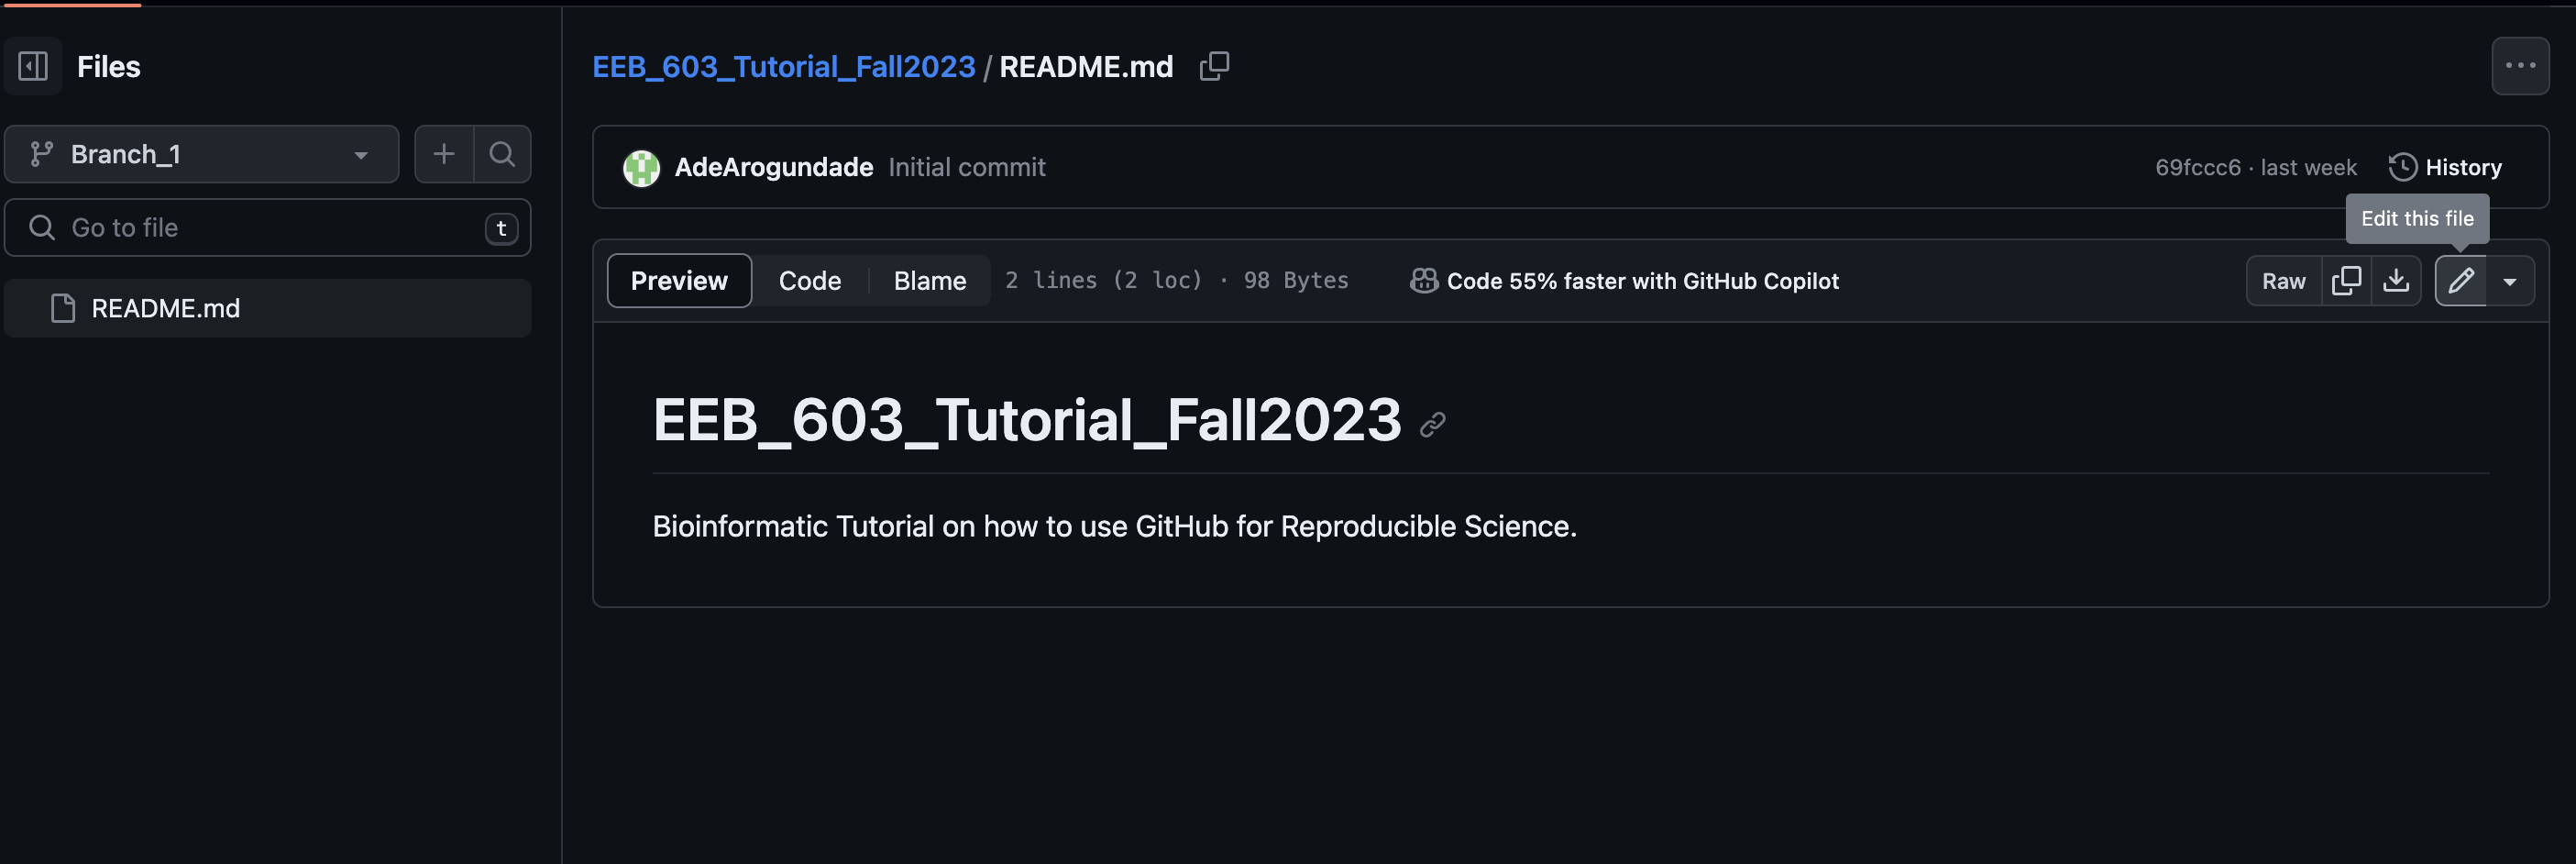 Files
Branch_1
Go to file t
README.md
EEB_603_Tutorial_Fall2023 / README.md
AdeArogundade Initial commit 69fccc6 · last week History
Edit this file
Preview Code Blame 2 lines (2 loc) · 98 Bytes Code 55% faster with GitHub Copilot Raw
EEB_603_Tutorial_Fall2023
Bioinformatic Tutorial on how to use GitHub for Reproducible Science.